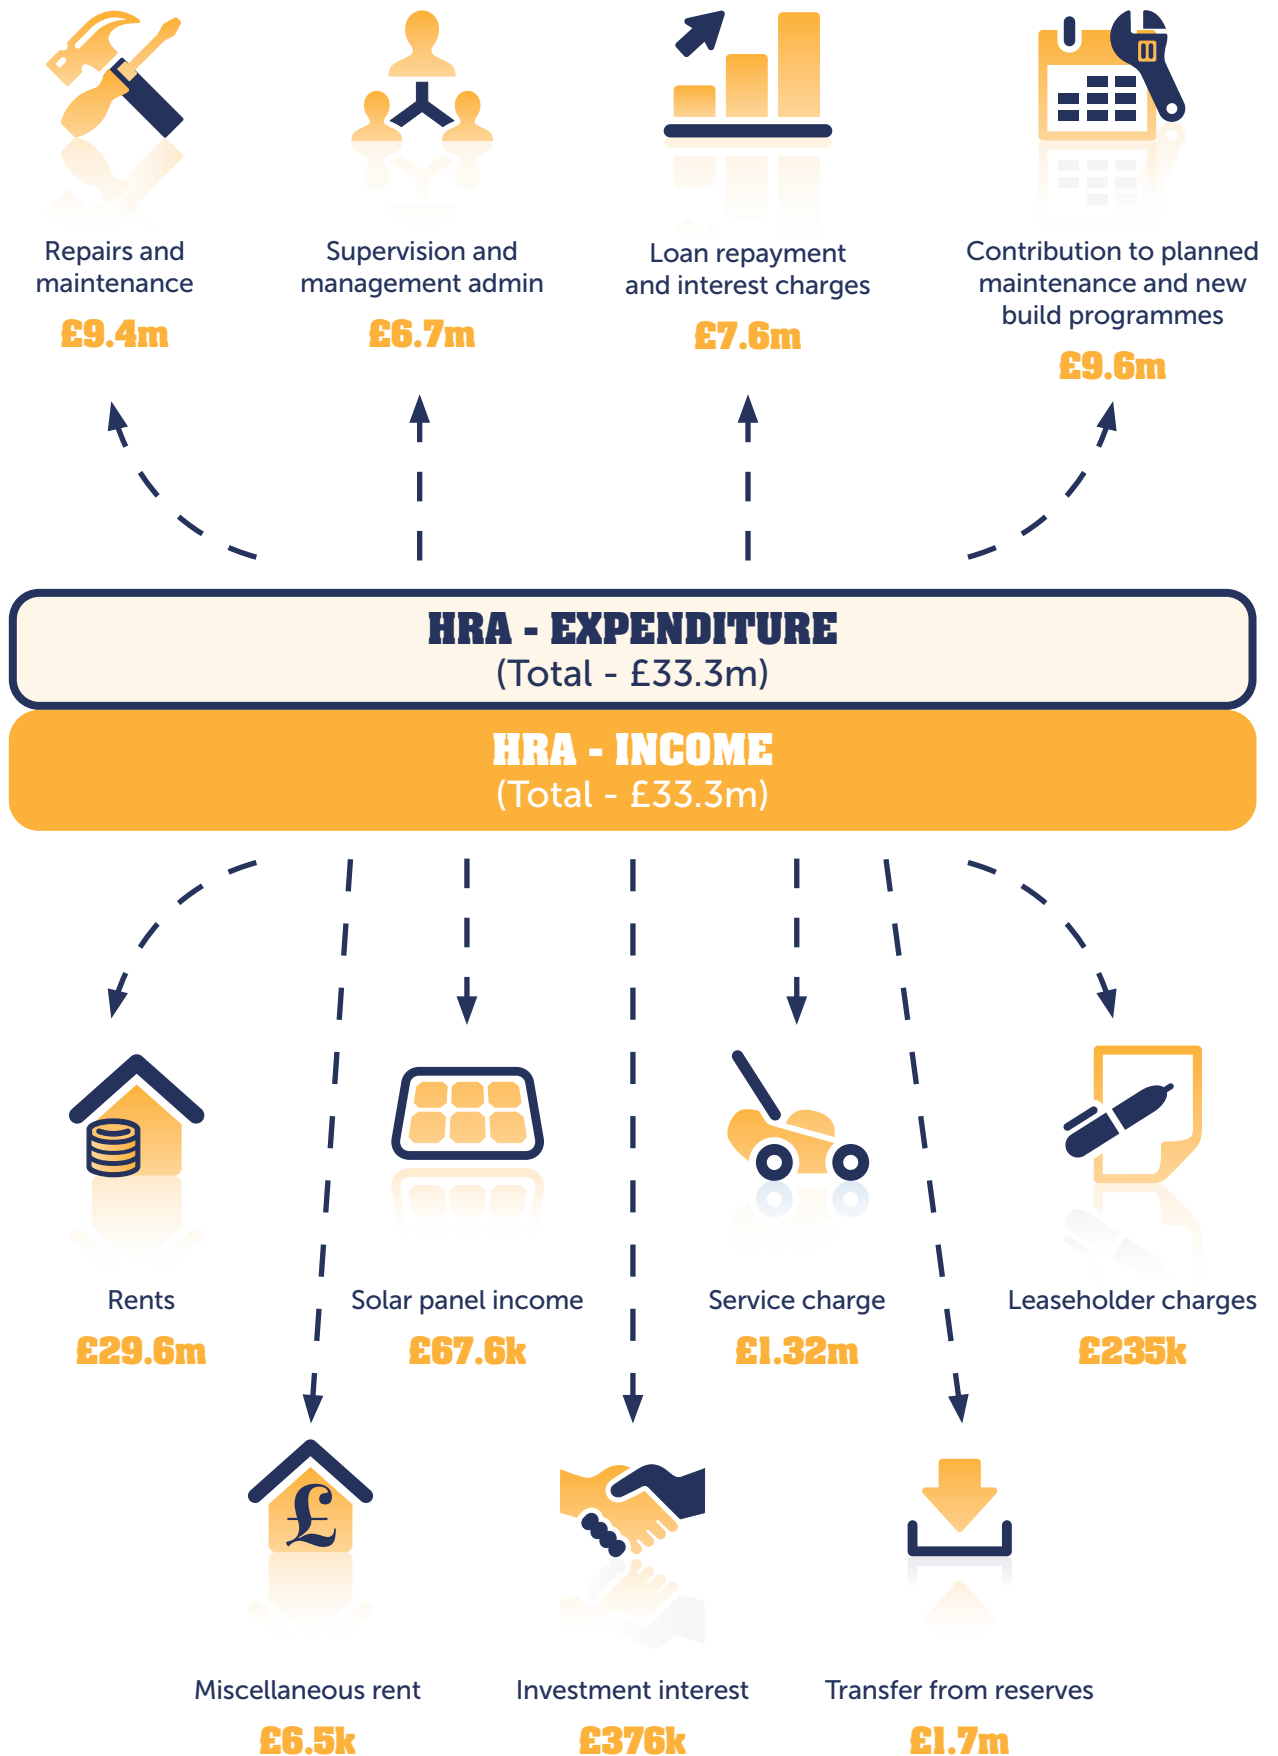 Repairs and
maintenance
£9.4m
Supervision and
management admin
£6.7m
Loan repayment
and interest charges
£7.6m
Contribution to planned
maintenance and new
build programmes
£9.6m
HRA - EXPENDITURE
(Total - £33.3m)
HRA - INCOME
(Total - £33.3m)
Rents
£29.6m
Solar panel income
£67.6k
Service charge
£1.32m
Leaseholder charges
£235k
£
Miscellaneous rent
£6.5k
Investment interest
£376k
Transfer from reserves
£1.7m